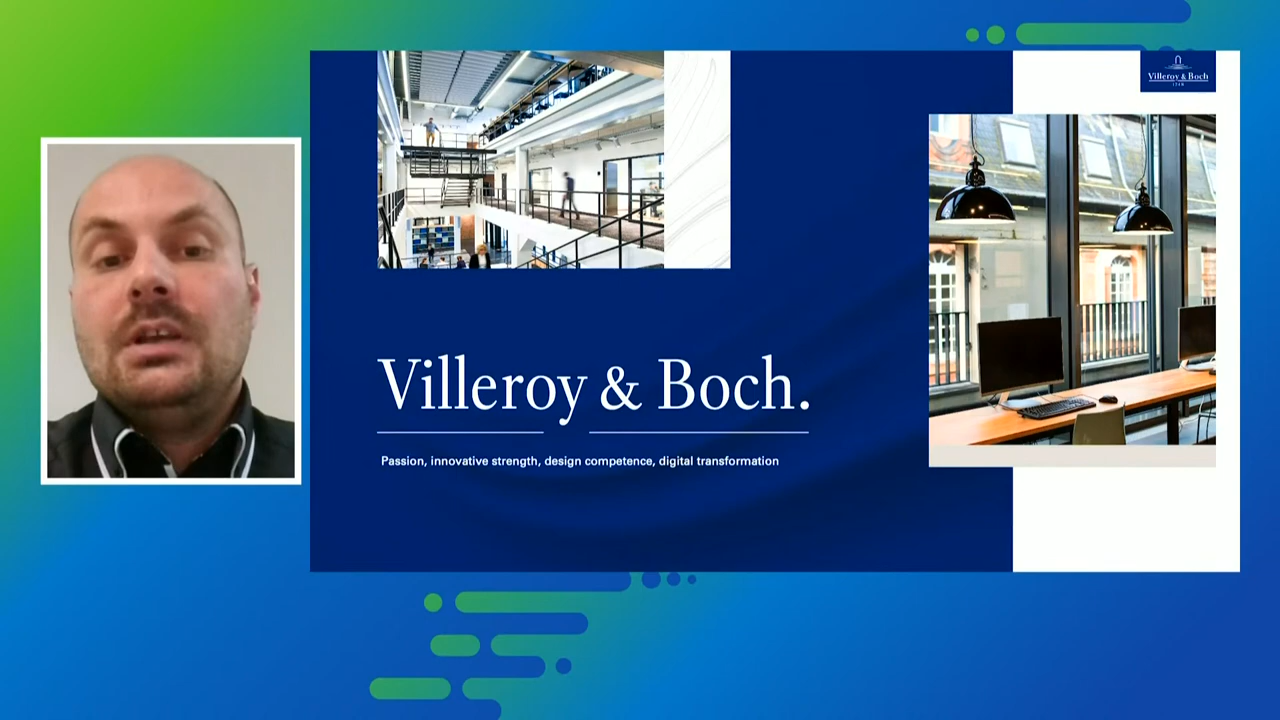 Villeroy & Boch
1748
Villeroy & Boch.
Passion, innovative strength, design competence, digital transformation